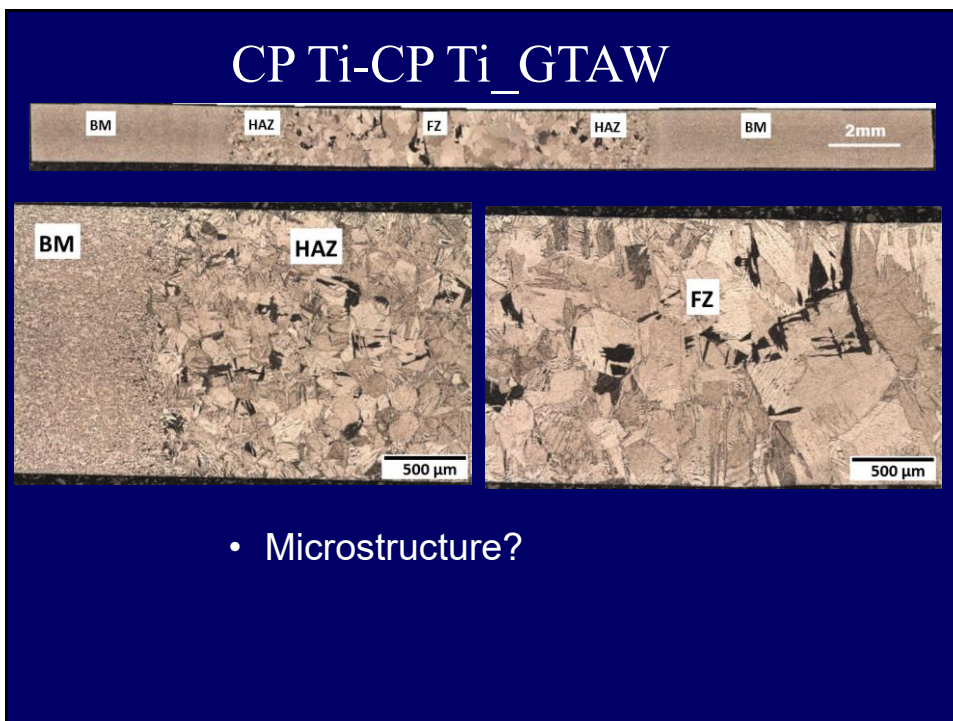 CP Ti-CP Ti_GTAW
BM HAZ FZ HAZ BM 2mm
BM HAZ 500 µm
FZ 500 µm
• Microstructure?